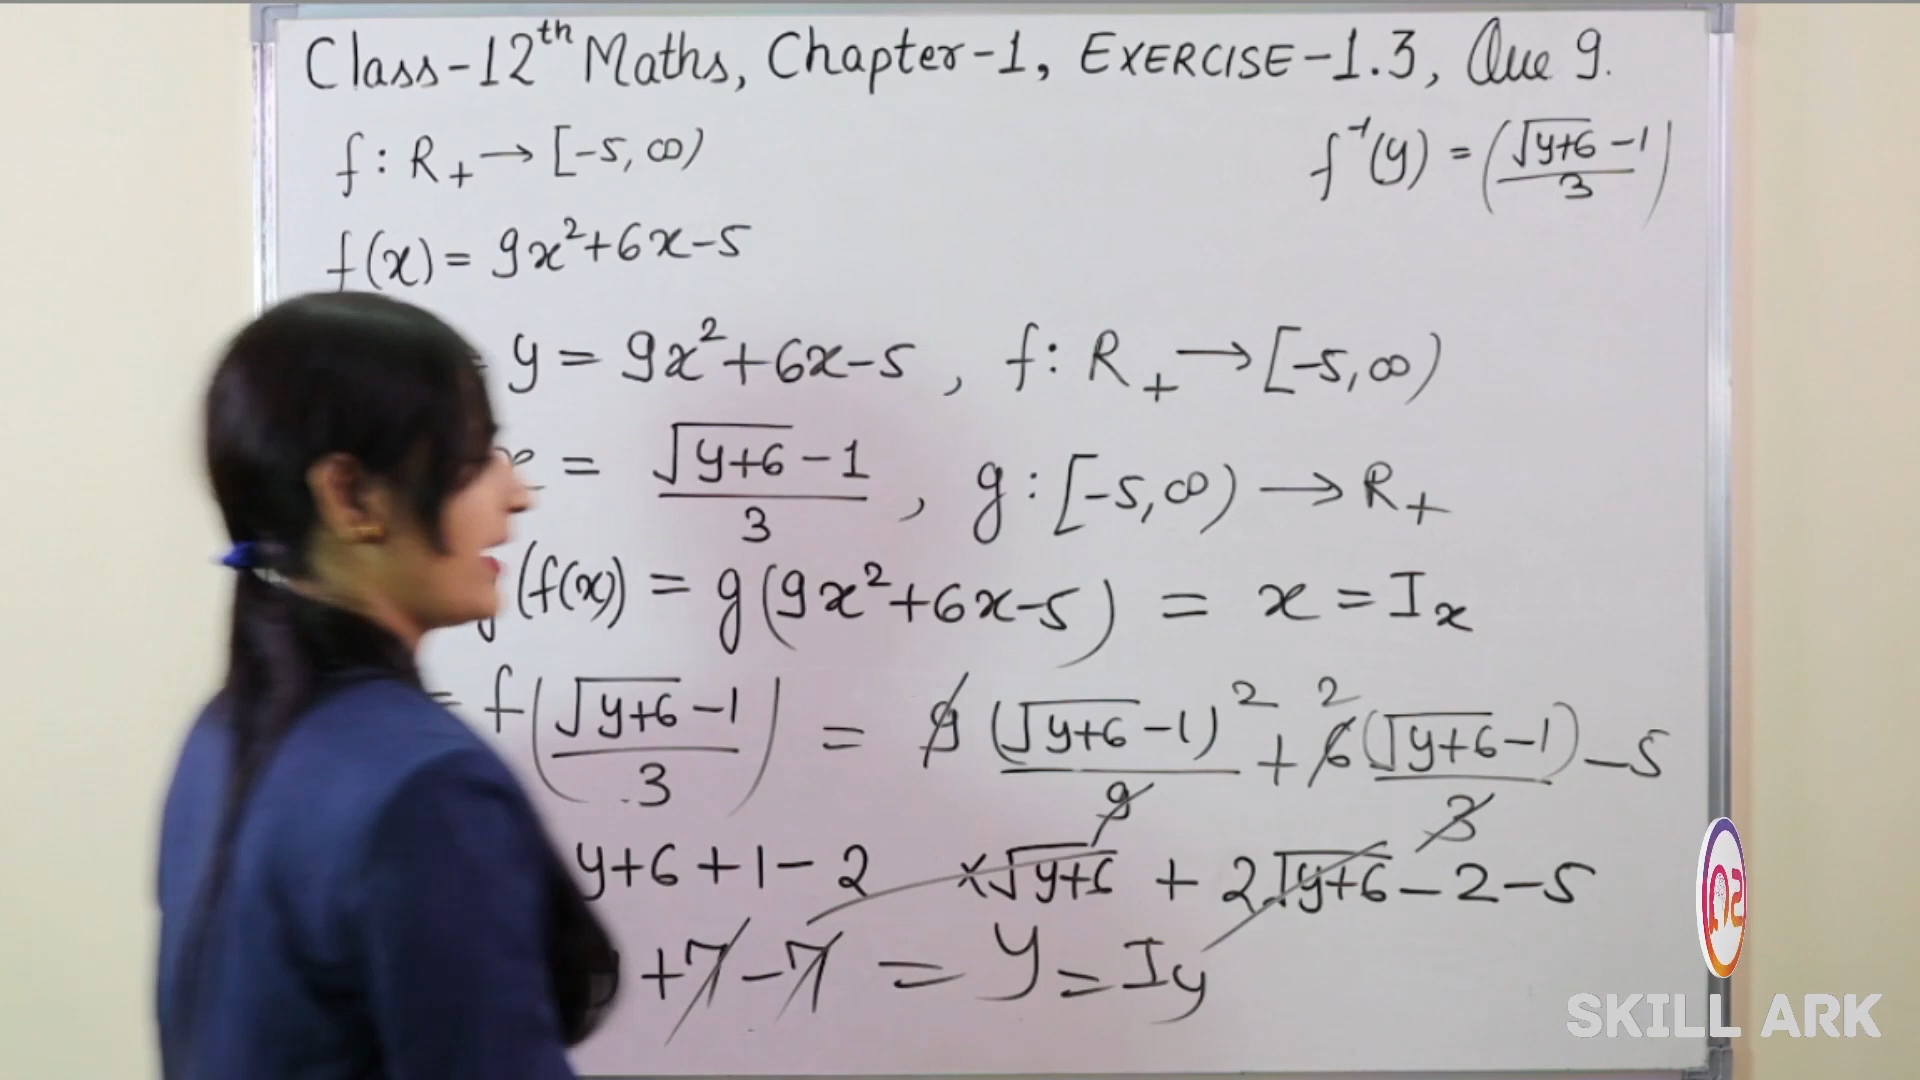 Class-12th Maths, Chapter-1, EXERCISE-1.3, Que 9.
f: R+ → [-5, ∞)
f⁻¹(y) = (√(y+6) -1 / 3)
f(x) = 9x²+6x-5
y = 9x²+6x-5, f: R+ → [-5, ∞)
= √(y+6) -1 / 3, g: [-5, ∞) → R+
(f(x)) = g(9x²+6x-5) = x = Ix
= f(√(y+6) -1 / 3) = 9 (√(y+6) -1)² / 9 + 6 2 (√(y+6) -1) / 3 - 5
y+6+1-2 x√(y+6) + 2√(y+6) -2-5
+7-7 = y = Iy
SKILL ARK